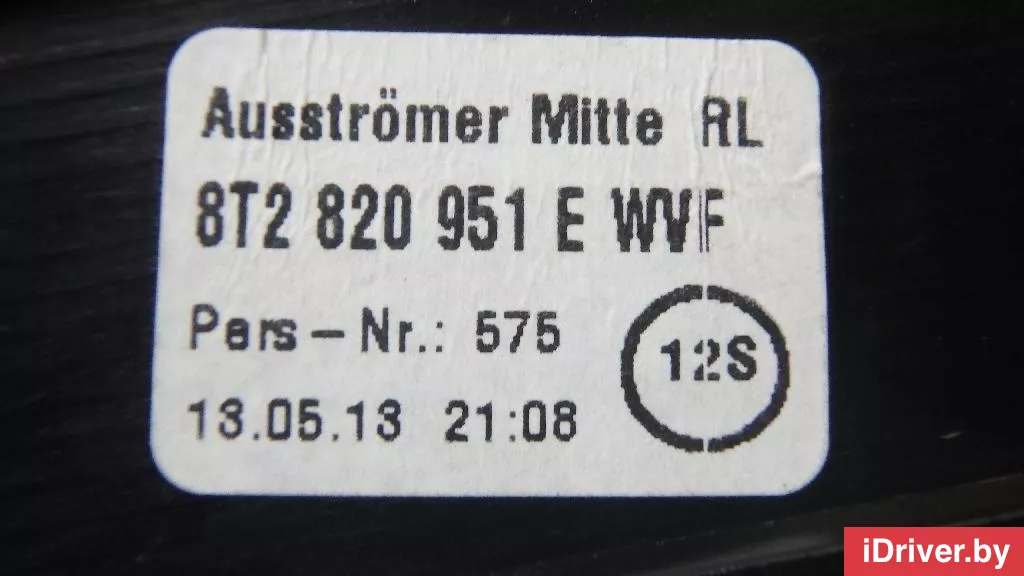 Ausströmer Mitte RL
8T2 820 951 E WVF
Pers-Nr.: 575
12S
13.05.13 21:08
iDriver.by